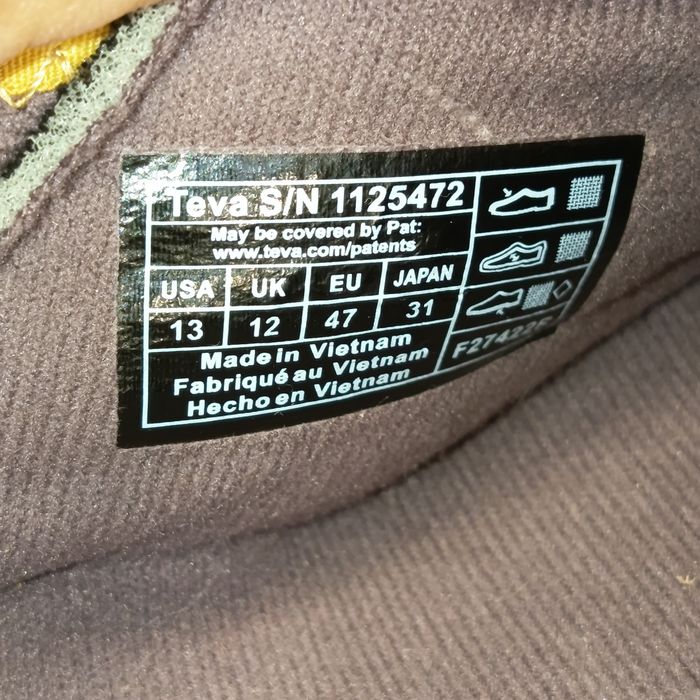 Teva S/N 1125472
May be covered by Pat:
www.teva.com/patents
USA UK EU JAPAN
13 12 47 31
Made in Vietnam
Fabriqué au Vietnam
Hecho en Vietnam